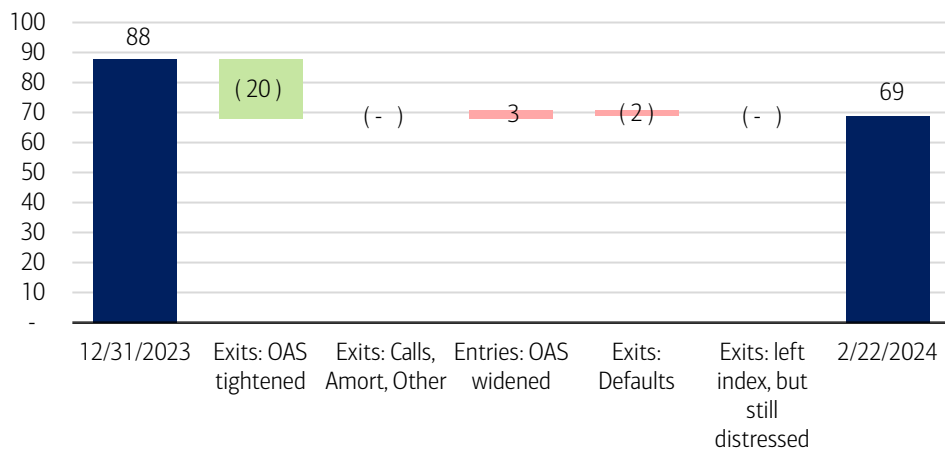 100
90
80
70
60
50
40
30
20
10
-
88
( 20 )
( - )
3
( 2 )
( - )
69
12/31/2023
Exits: OAS
tightened
Exits: Calls,
Amort, Other
Entries: OAS
widened
Exits:
Defaults
Exits: left
index, but
still
distressed
2/22/2024